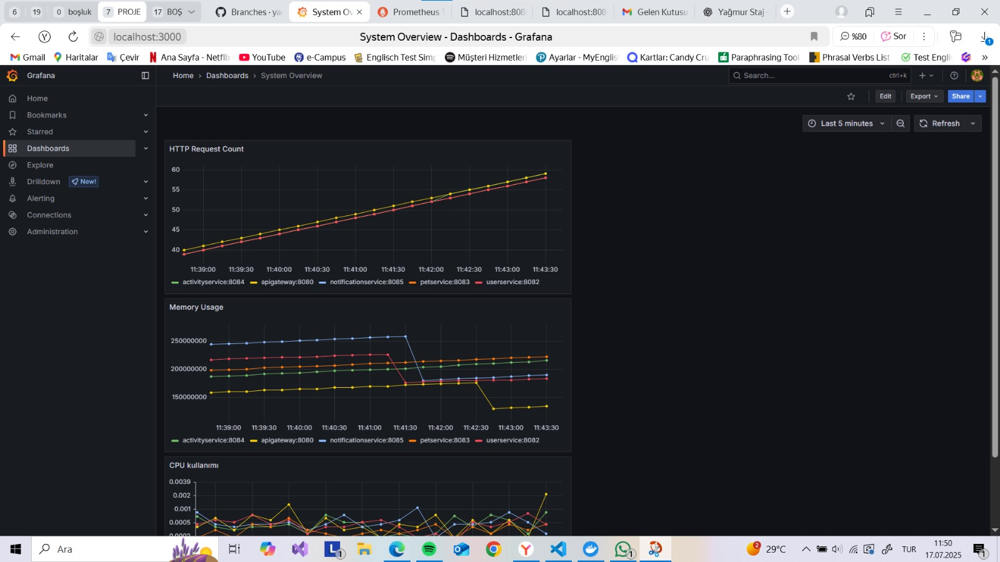 6 19 0 boşluk 7 PROJE 17 BOŞ Branches · ya System Ov Prometheus T localhost:808 localhost:808 Gelen Kutusu Yağmur Staj -
localhost:3000 System Overview - Dashboards - Grafana %80 Sor 1
Gmail Haritalar Çevir Ana Sayfa - Netflix YouTube e-Campus Englisch Test Simp Müşteri Hizmetleri Ayarlar - MyEnglis Kartlar: Candy Cru Paraphrasing Tool Phrasal Verbs List Test Englis »
Grafana Home › Dashboards › System Overview Search... ctrl+k
Edit Export Share
Home
Bookmarks
Starred
Dashboards
Explore
Drilldown New!
Alerting
Connections
Administration
Last 5 minutes Refresh
HTTP Request Count
60
55
50
45
40
11:39:00 11:39:30 11:40:00 11:40:30 11:41:00 11:41:30 11:42:00 11:42:30 11:43:00 11:43:30
activityservice:8084 apigateway:8080 notificationservice:8085 petservice:8083 userservice:8082
Memory Usage
250000000
200000000
150000000
11:39:00 11:39:30 11:40:00 11:40:30 11:41:00 11:41:30 11:42:00 11:42:30 11:43:00 11:43:30
activityservice:8084 apigateway:8080 notificationservice:8085 petservice:8083 userservice:8082
CPU kullanımı
0.0039
0.002
0.001
0.0005
0.0002
Ara L 1 1 2 29°C TUR 11:50
17.07.2025 1